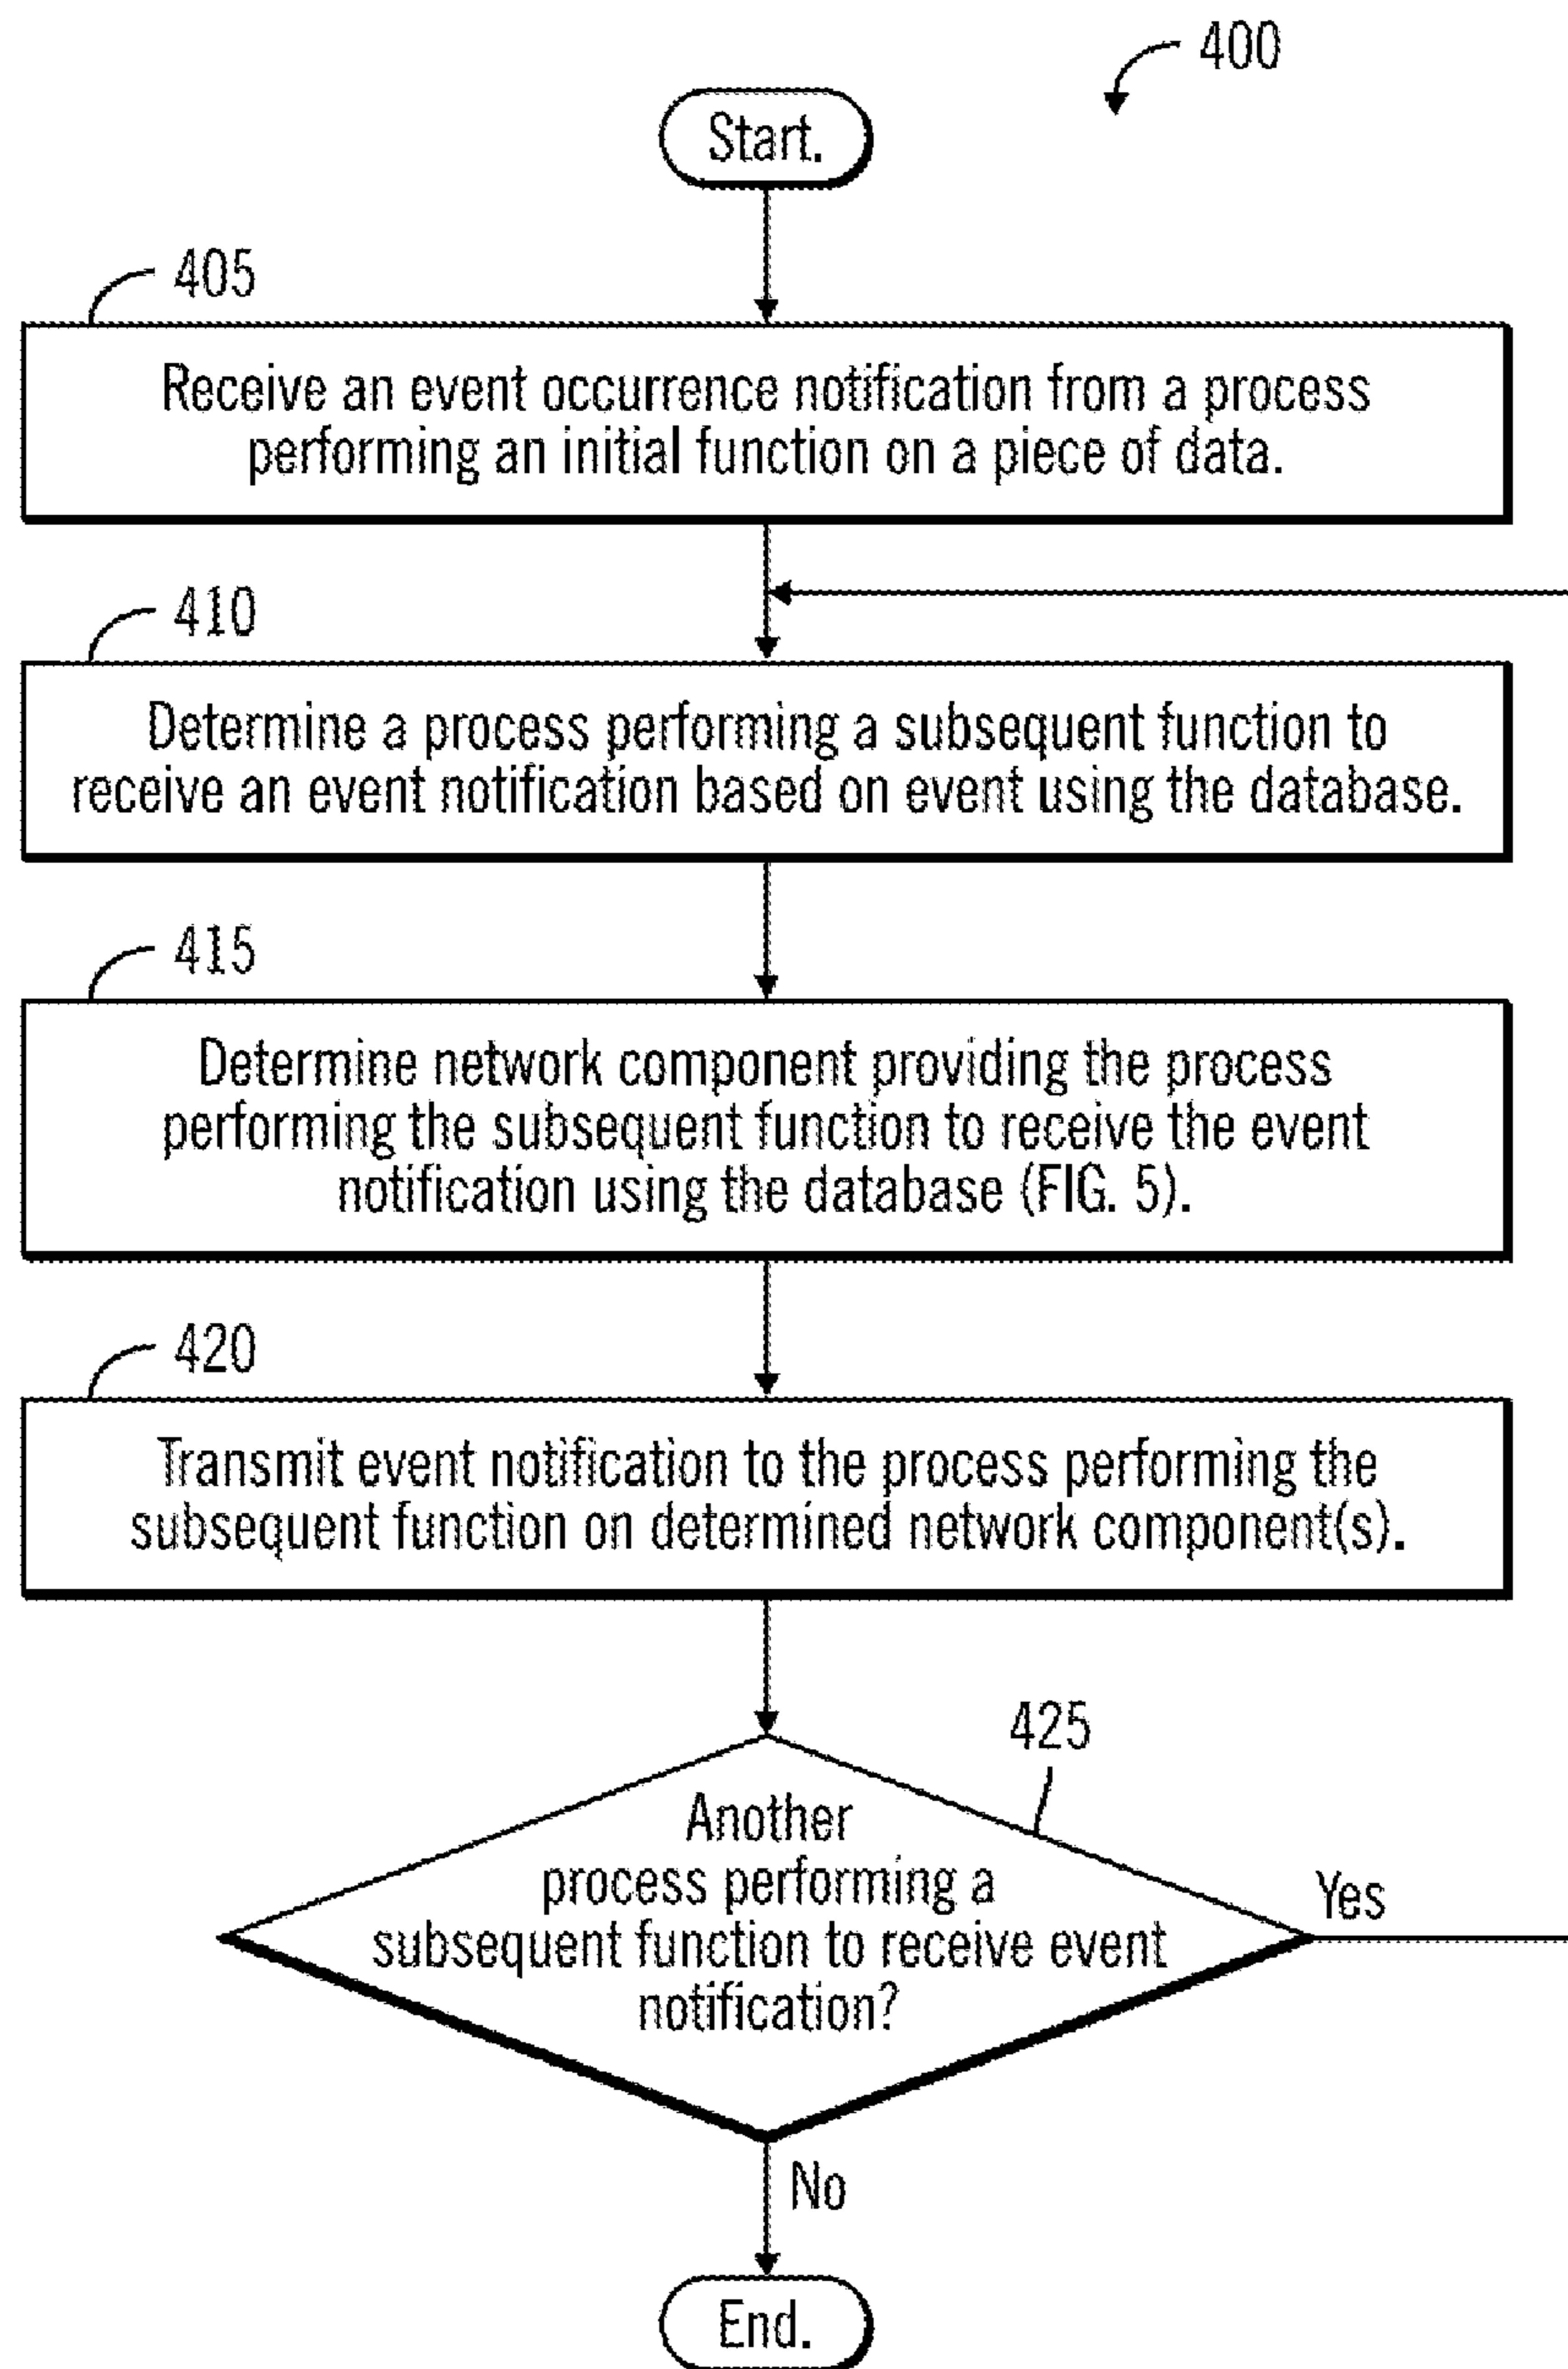 400
Start.
405
Receive an event occurrence notification from a process
performing an initial function on a piece of data.
410
Determine a process performing a subsequent function to
receive an event notification based on event using the database.
415
Determine network component providing the process
performing the subsequent function to receive the event
notification using the database (FIG. 5).
420
Transmit event notification to the process performing the
subsequent function on determined network component(s).
425
Another
process performing a
subsequent function to receive event
notification?
Yes
No
End.